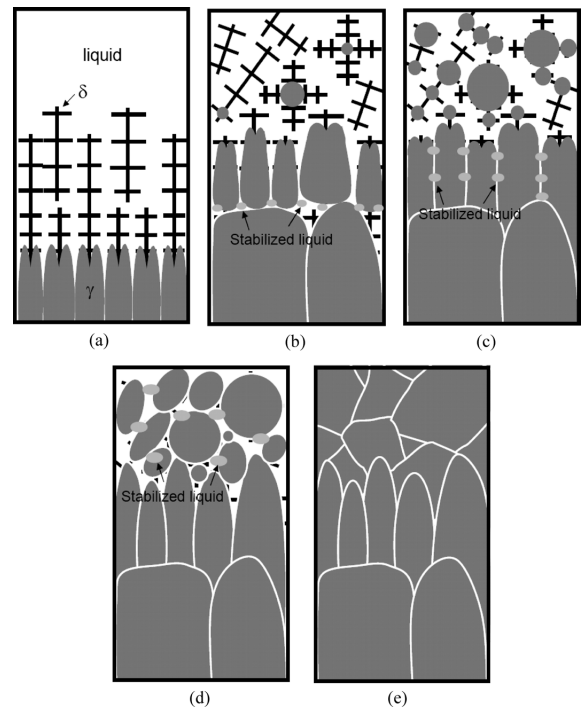 liquid
δ
γ
(a)
Stabilized liquid
(b)
Stabilized liquid
(c)
Stabilized liquid
(d)
(e)